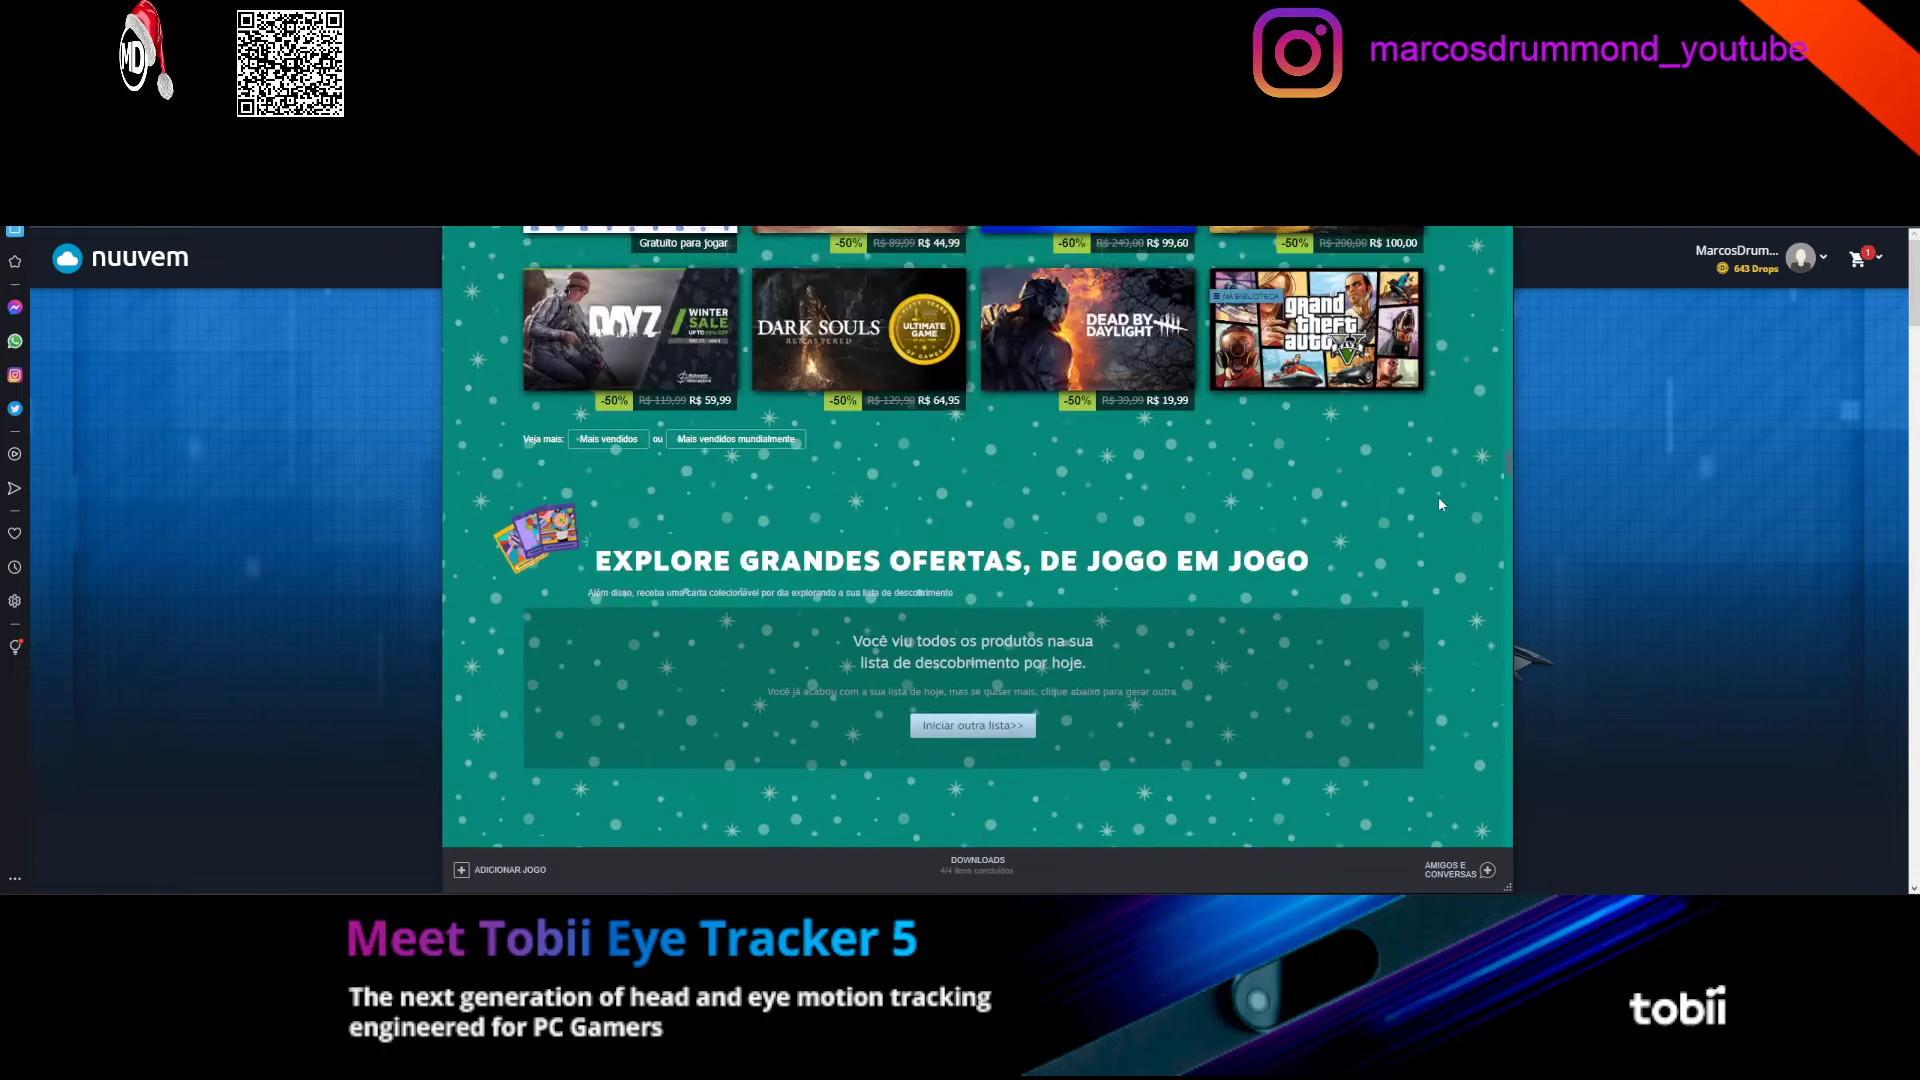 MD
marcosdrummond_youtube
nuuvem
MarcosDrum...
643 Drops
1
Gratuito para jogar
-50% R$ 89,99 R$ 44,99
-60% R$ 249,00 R$ 99,60
-50% R$ 200,00 R$ 100,00
DAYZ
WINTER
SALE
DARK SOULS
REMASTERED
ULTIMATE
GAME
DEAD BY
DAYLIGHT
NA BIBLIOTECA
grand
theft
auto
V
-50% R$ 119,99 R$ 59,99
-50% R$ 129,90 R$ 64,95
-50% R$ 39,99 R$ 19,99
Veja mais: Mais vendidos ou Mais vendidos mundialmente
EXPLORE GRANDES OFERTAS, DE JOGO EM JOGO
Além disso, receba uma carta colecionável por dia explorando a sua lista de descobrimento
Você viu todos os produtos na sua
lista de descobrimento por hoje.
Você já acabou com a sua lista de hoje, mas se quiser mais, clique abaixo para gerar outra.
Iniciar outra lista>>
ADICIONAR JOGO
DOWNLOADS
4/4 itens concluídos
AMIGOS E
CONVERSAS
Meet Tobii Eye Tracker 5
The next generation of head and eye motion tracking
engineered for PC Gamers
tobii